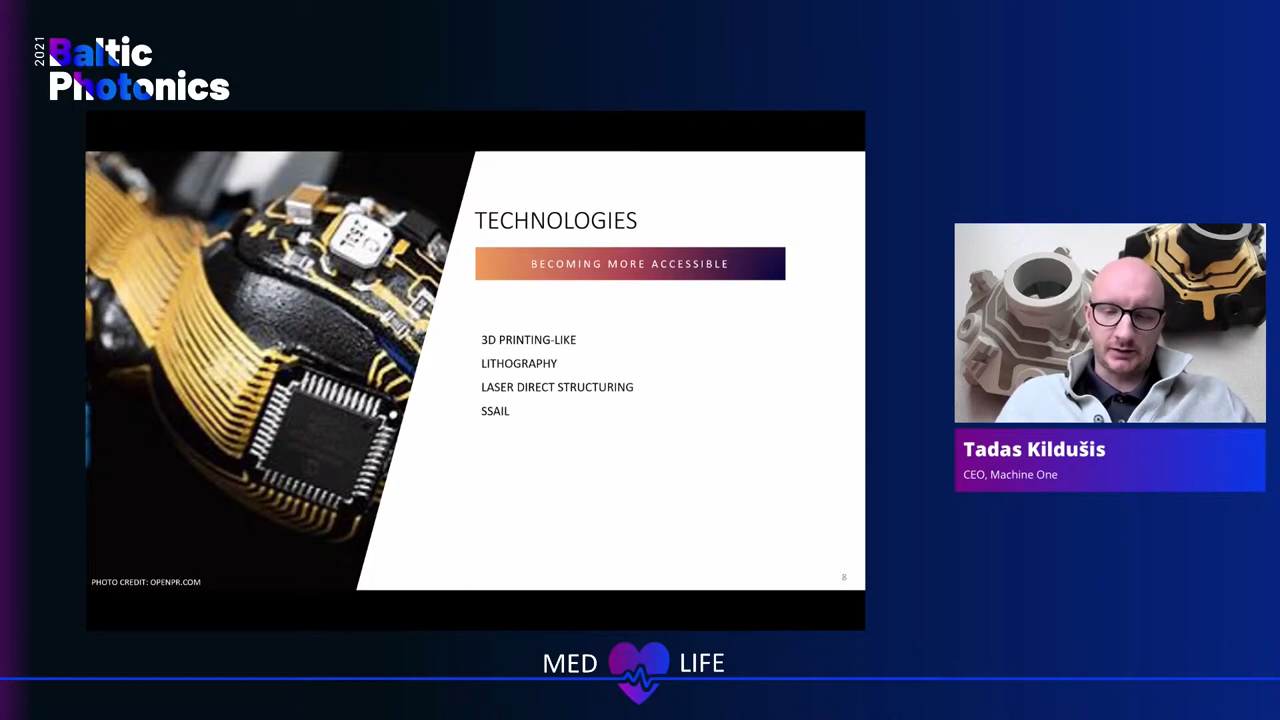 2021
Baltic
Photonics
TECHNOLOGIES
BECOMING MORE ACCESSIBLE
3D PRINTING-LIKE
LITHOGRAPHY
LASER DIRECT STRUCTURING
SSAIL
PHOTO CREDIT: OPENPR.COM
8
Tadas Kildušis
CEO, Machine One
MED LIFE